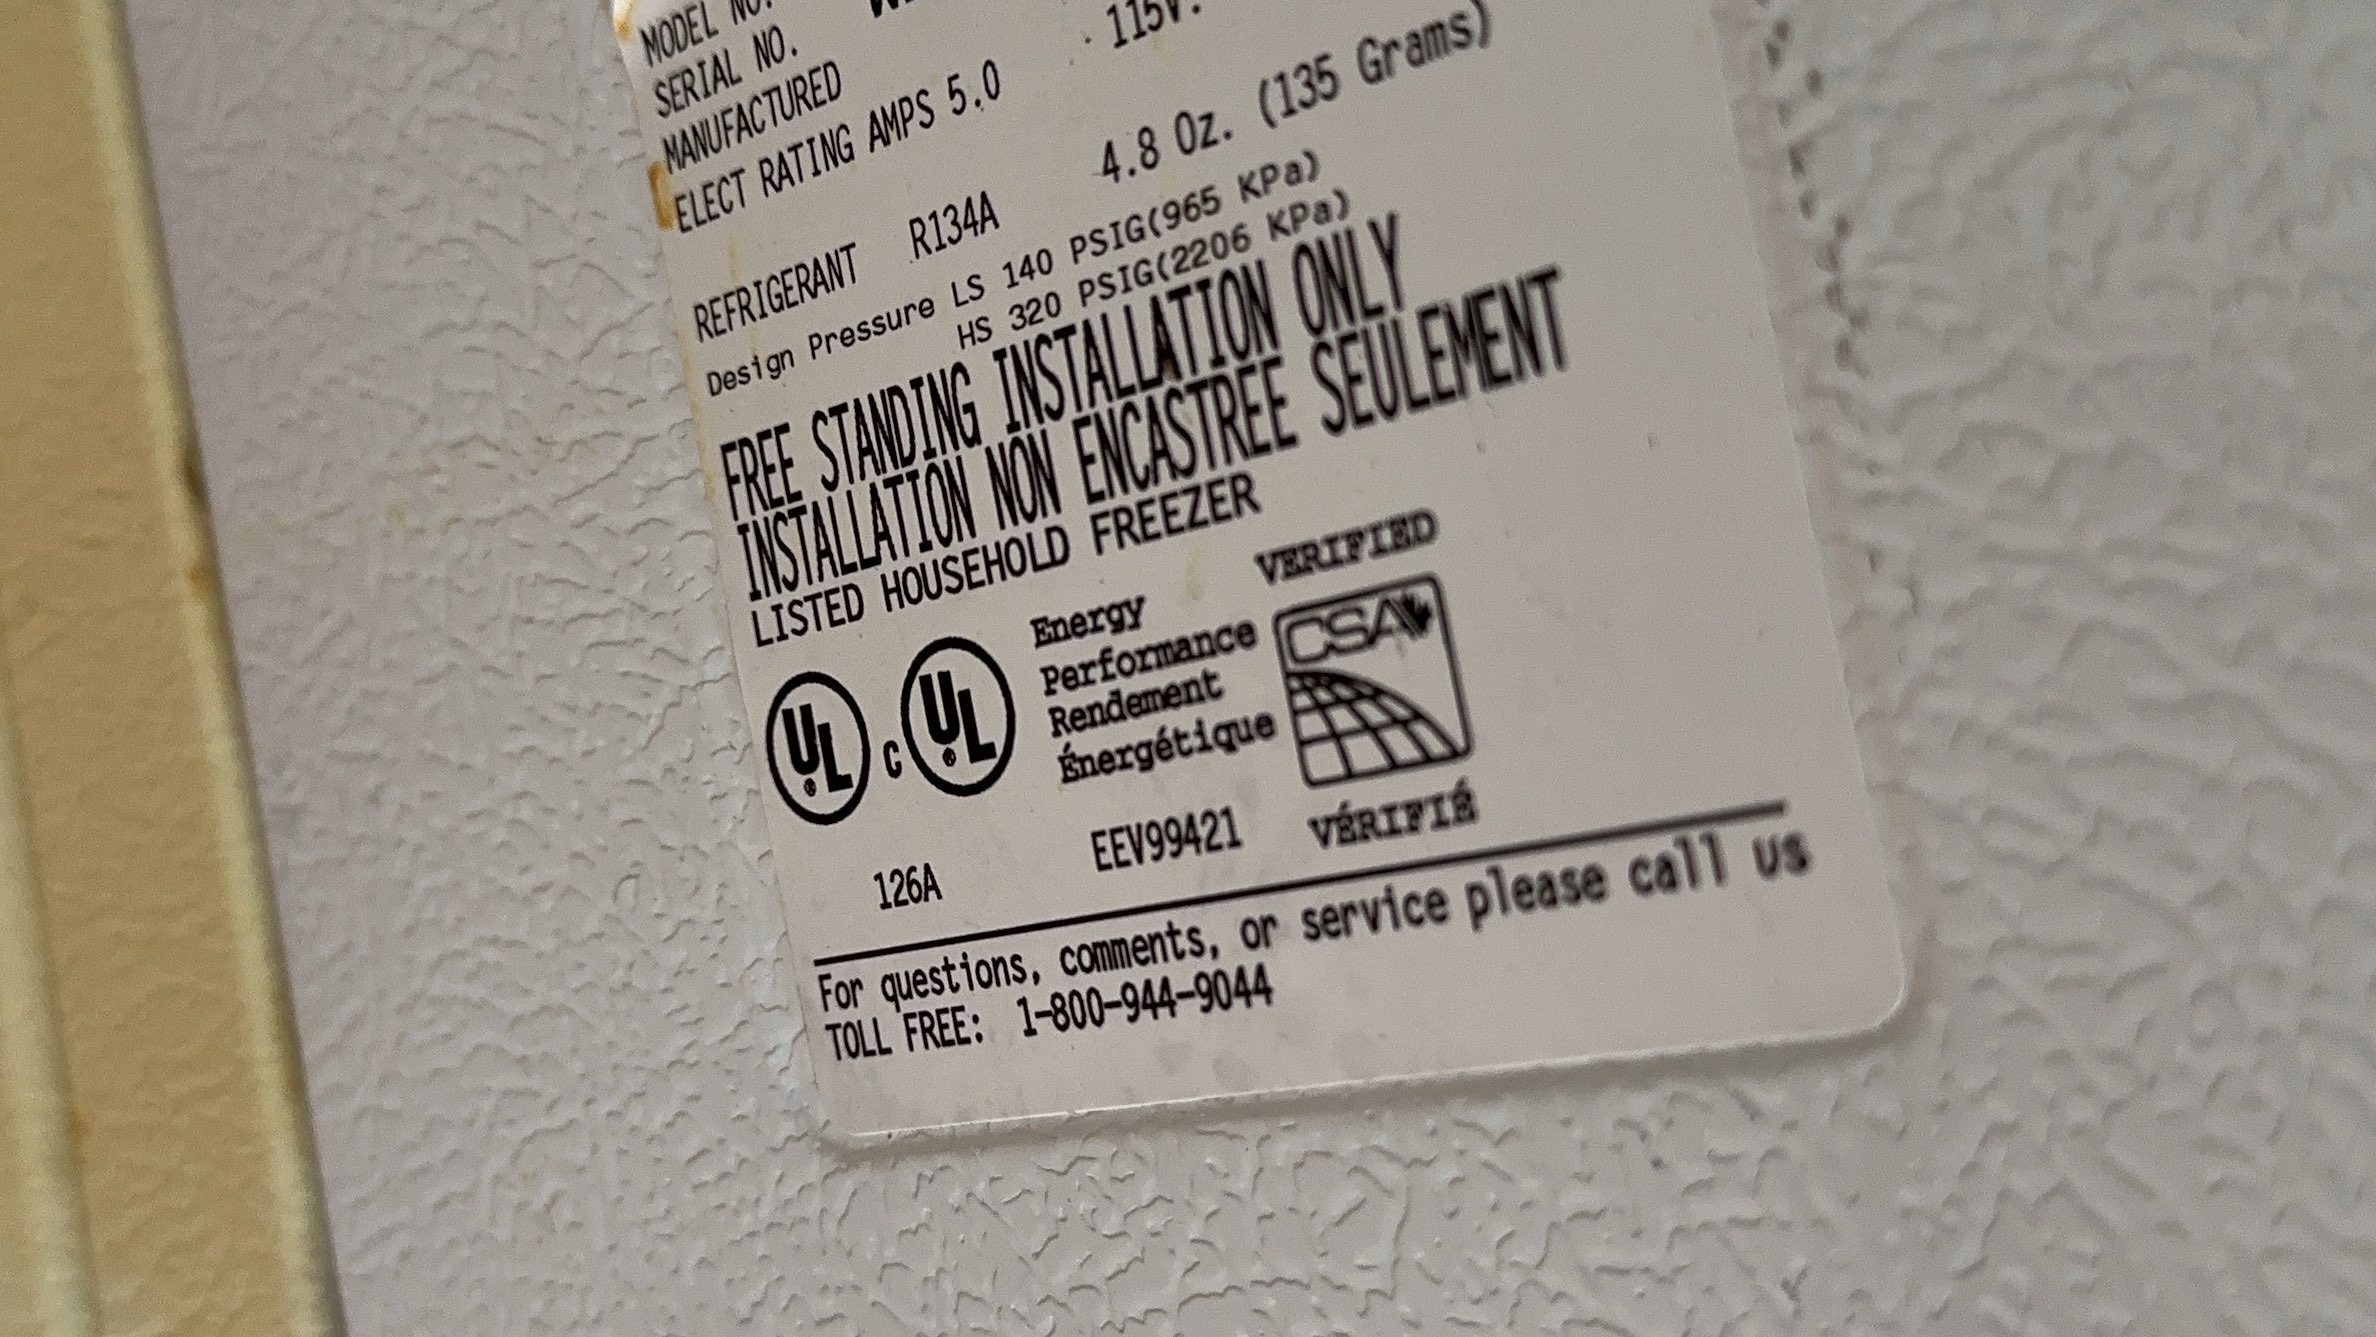 MODEL NO.
SERIAL NO.
MANUFACTURED
ELECT RATING AMPS 5.0 115V.
REFRIGERANT R134A 4.8 Oz. (135 Grams)
Design Pressure LS 140 PSIG(965 KPa)
HS 320 PSIG(2206 KPa)
FREE STANDING INSTALLATION ONLY
INSTALLATION NON ENCASTREE SEULEMENT
LISTED HOUSEHOLD FREEZER
UL ® C UL ®
Energy
Performance
Rendement
Énergétique
VERIFIED
CSA
VÉRIFIÉ
126A EEV99421
For questions, comments, or service please call us
TOLL FREE: 1-800-944-9044